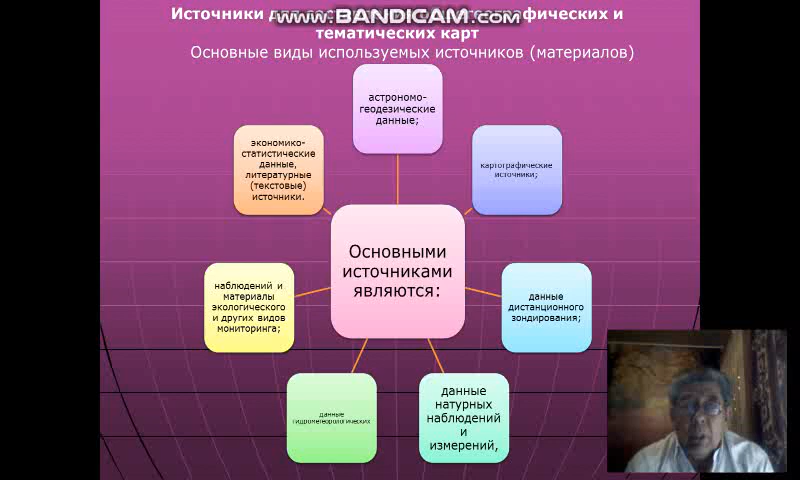 Источники
www.BANDICAM.com
и
тематических карт
Основные виды используемых источников (материалов)
астрономо-
геодезические
данные;
картографические
источники;
данные
дистанционного
зондирования;
данные
натурных
наблюдений
и
измерений,
данные
гидрометеорологических
наблюдений и
материалы
экологического
и других видов
мониторинга;
экономико-
статистические
данные,
литературные
(текстовые)
источники.
Основными
источниками
являются: